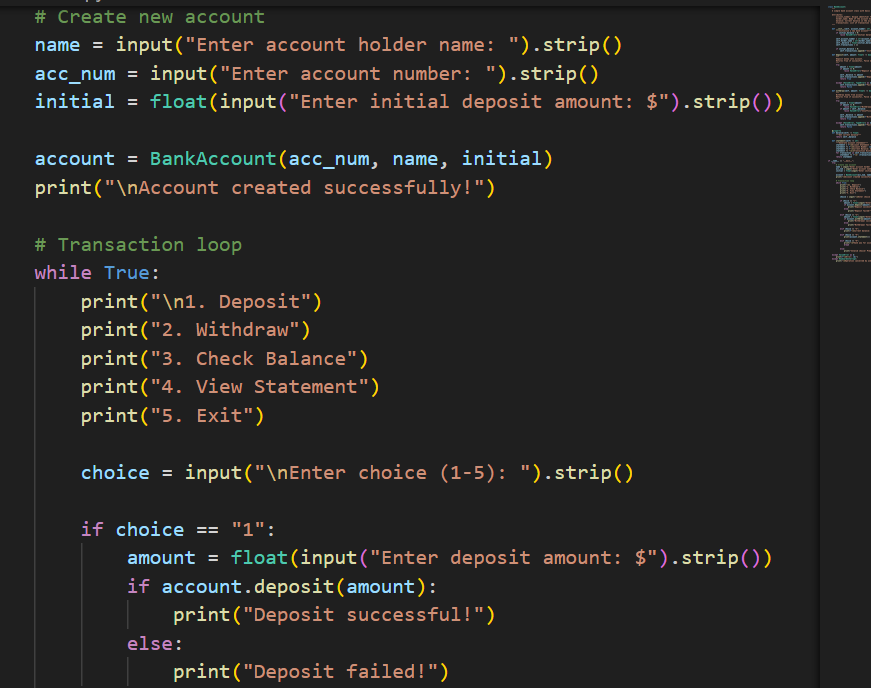 # Create new account
name = input("Enter account holder name: ").strip()
acc_num = input("Enter account number: ").strip()
initial = float(input("Enter initial deposit amount: $").strip())
account = BankAccount(acc_num, name, initial)
print("\nAccount created successfully!")
# Transaction loop
while True:
    print("\n1. Deposit")
    print("2. Withdraw")
    print("3. Check Balance")
    print("4. View Statement")
    print("5. Exit")
    choice = input("\nEnter choice (1-5): ").strip()
    if choice == "1":
        amount = float(input("Enter deposit amount: $").strip())
        if account.deposit(amount):
            print("Deposit successful!")
        else:
            print("Deposit failed!")